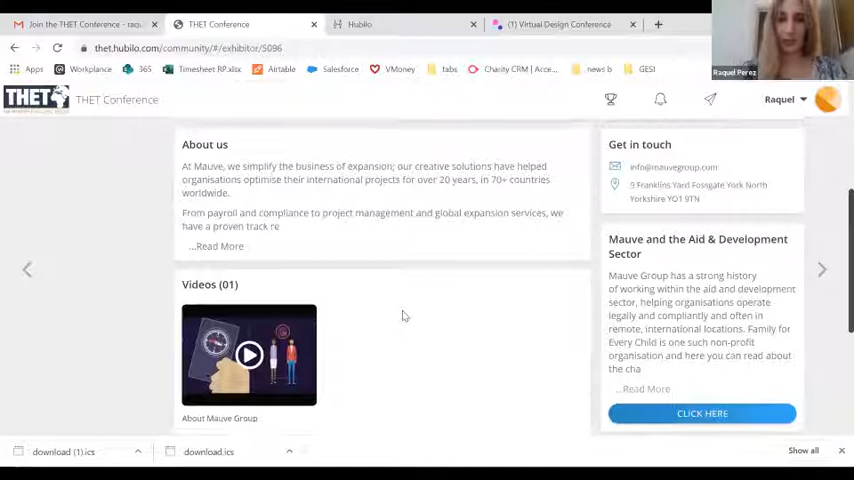 Join the THET Conference - raqu
THET Conference
Hubilo
(1) Virtual Design Conference
thet.hubilo.com/community/#/exhibitor/5096
Apps
Workplance
365
Timesheet RP.xlsx
Airtable
Salesforce
VMoney
tabs
Charity CRM | Acce...
news b
GESI
Raquel Perez
THET
THET Conference
Raquel
About us
At Mauve, we simplify the business of expansion; our creative solutions have helped
organisations optimise their international projects for over 20 years, in 70+ countries
worldwide.
From payroll and compliance to project management and global expansion services, we
have a proven track re
...Read More
Videos (01)
About Mauve Group
Get in touch
info@mauvegroup.com
9 Franklins Yard Fossgate York North
Yorkshire YO1 9TN
Mauve and the Aid & Development
Sector
Mauve Group has a strong history
of working within the aid and development
sector, helping organisations operate
legally and compliantly and often in
remote, international locations. Family for
Every Child is one such non-profit
organisation and here you can read about
the cha
...Read More
CLICK HERE
download (1).ics
download.ics
Show all